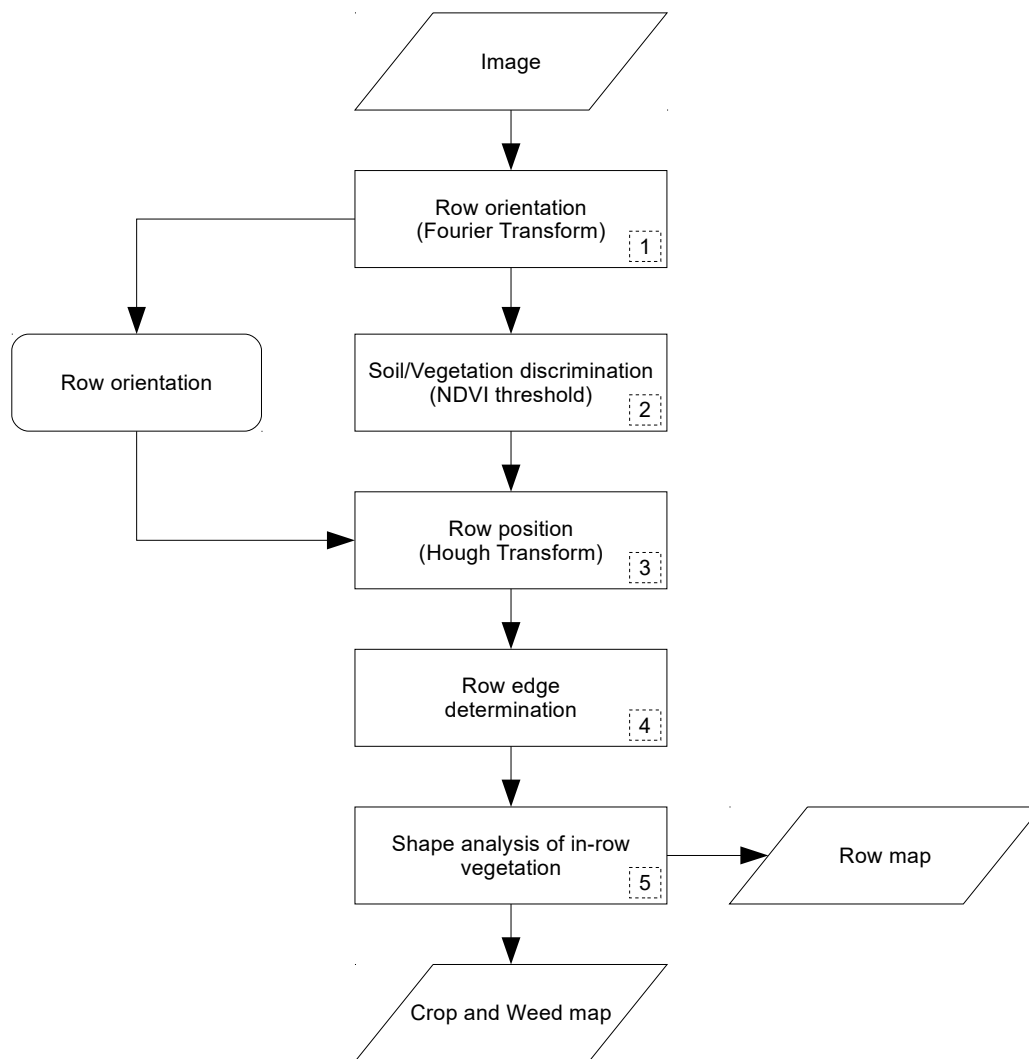 Image
Row orientation
(Fourier Transform)
1
Row orientation
Soil/Vegetation discrimination
(NDVI threshold)
2
Row position
(Hough Transform)
3
Row edge
determination
4
Shape analysis of in-row
vegetation
5
Row map
Crop and Weed map